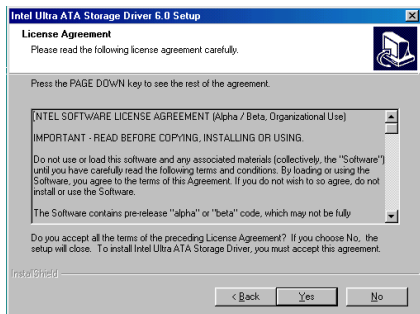 Intel Ultra ATA Storage Driver 6.0 Setup
License Agreement
Please read the following license agreement carefully.
Press the PAGE DOWN key to see the rest of the agreement.
INTEL SOFTWARE LICENSE AGREEMENT (Alpha / Beta, Organizational Use)
IMPORTANT - READ BEFORE COPYING, INSTALLING OR USING.
Do not use or load this software and any associated materials (collectively, the "Software")
until you have carefully read the following terms and conditions. By loading or using the
Software, you agree to the terms of this Agreement. If you do not wish to so agree, do not
install or use the Software.
The Software contains pre-release "alpha" or "beta" code, which may not be fully
Do you accept all the terms of the preceding License Agreement? If you choose No, the
setup will close. To install Intel Ultra ATA Storage Driver, you must accept this agreement.
InstallShield
< Back Yes No